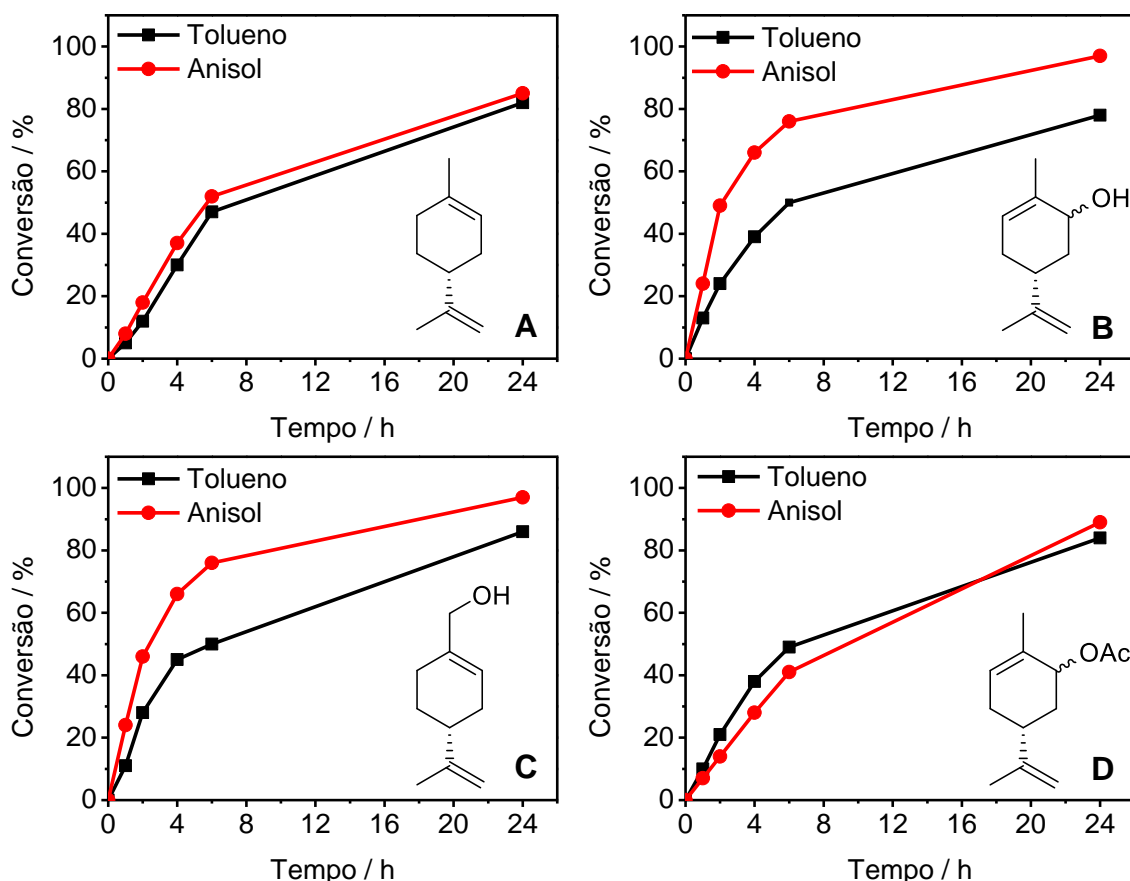 Tolueno
Anisol
Conversão / %
100
80
60
40
20
0
A
0 4 8 12 16 20 24
Tempo / h
Tolueno
Anisol
Conversão / %
100
80
60
40
20
0
OH
B
0 4 8 12 16 20 24
Tempo / h
Tolueno
Anisol
Conversão / %
100
80
60
40
20
0
OH
C
0 4 8 12 16 20 24
Tempo / h
Tolueno
Anisol
Conversão / %
100
80
60
40
20
0
OAc
D
0 4 8 12 16 20 24
Tempo / h